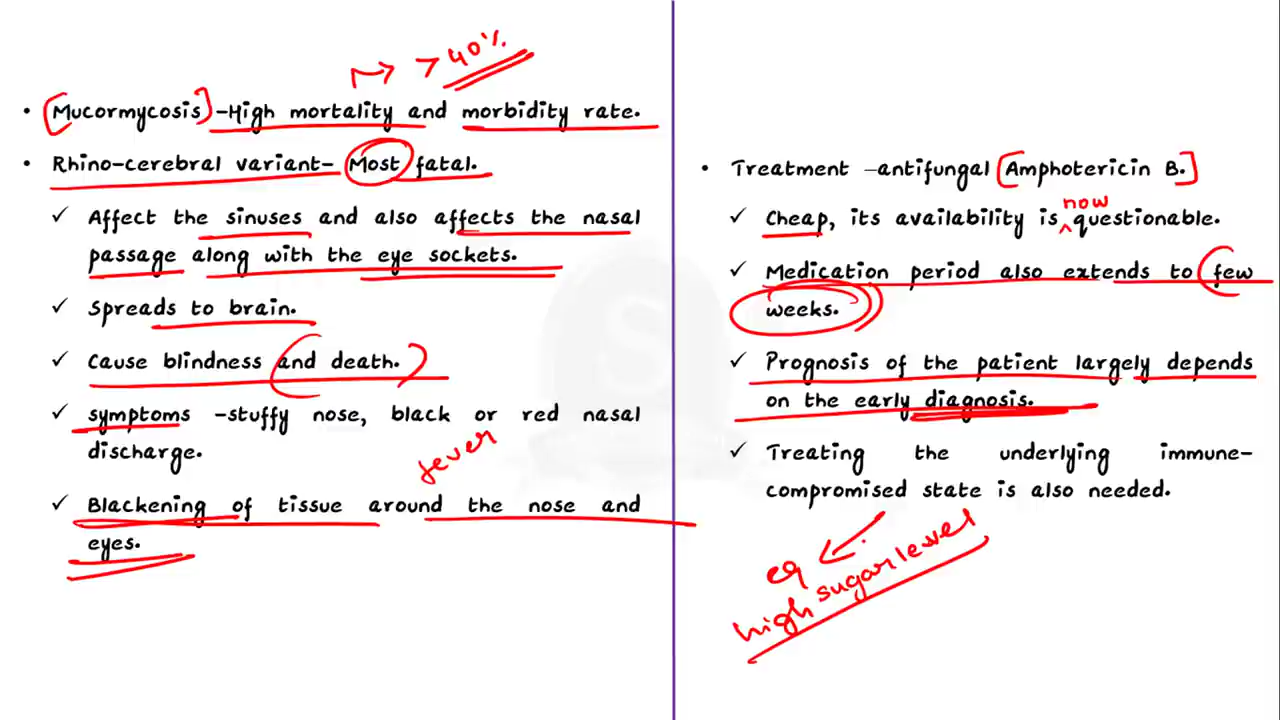 > 40%
• [Mucormycosis] -High mortality and morbidity rate.
• Rhino-cerebral variant- Most fatal.
✓ Affect the sinuses and also affects the nasal
passage along with the eye sockets.
✓ Spreads to brain.
✓ Cause blindness and death.
✓ symptoms -stuffy nose, black or red nasal
discharge.
fever
✓ Blackening of tissue around the nose and
eyes.
• Treatment -antifungal [Amphotericin B.]
now
✓ Cheap, its availability is questionable.
✓ Medication period also extends to few
weeks.
✓ Prognosis of the patient largely depends
on the early diagnosis.
✓ Treating the underlying immune-
compromised state is also needed.
eg
high sugar level